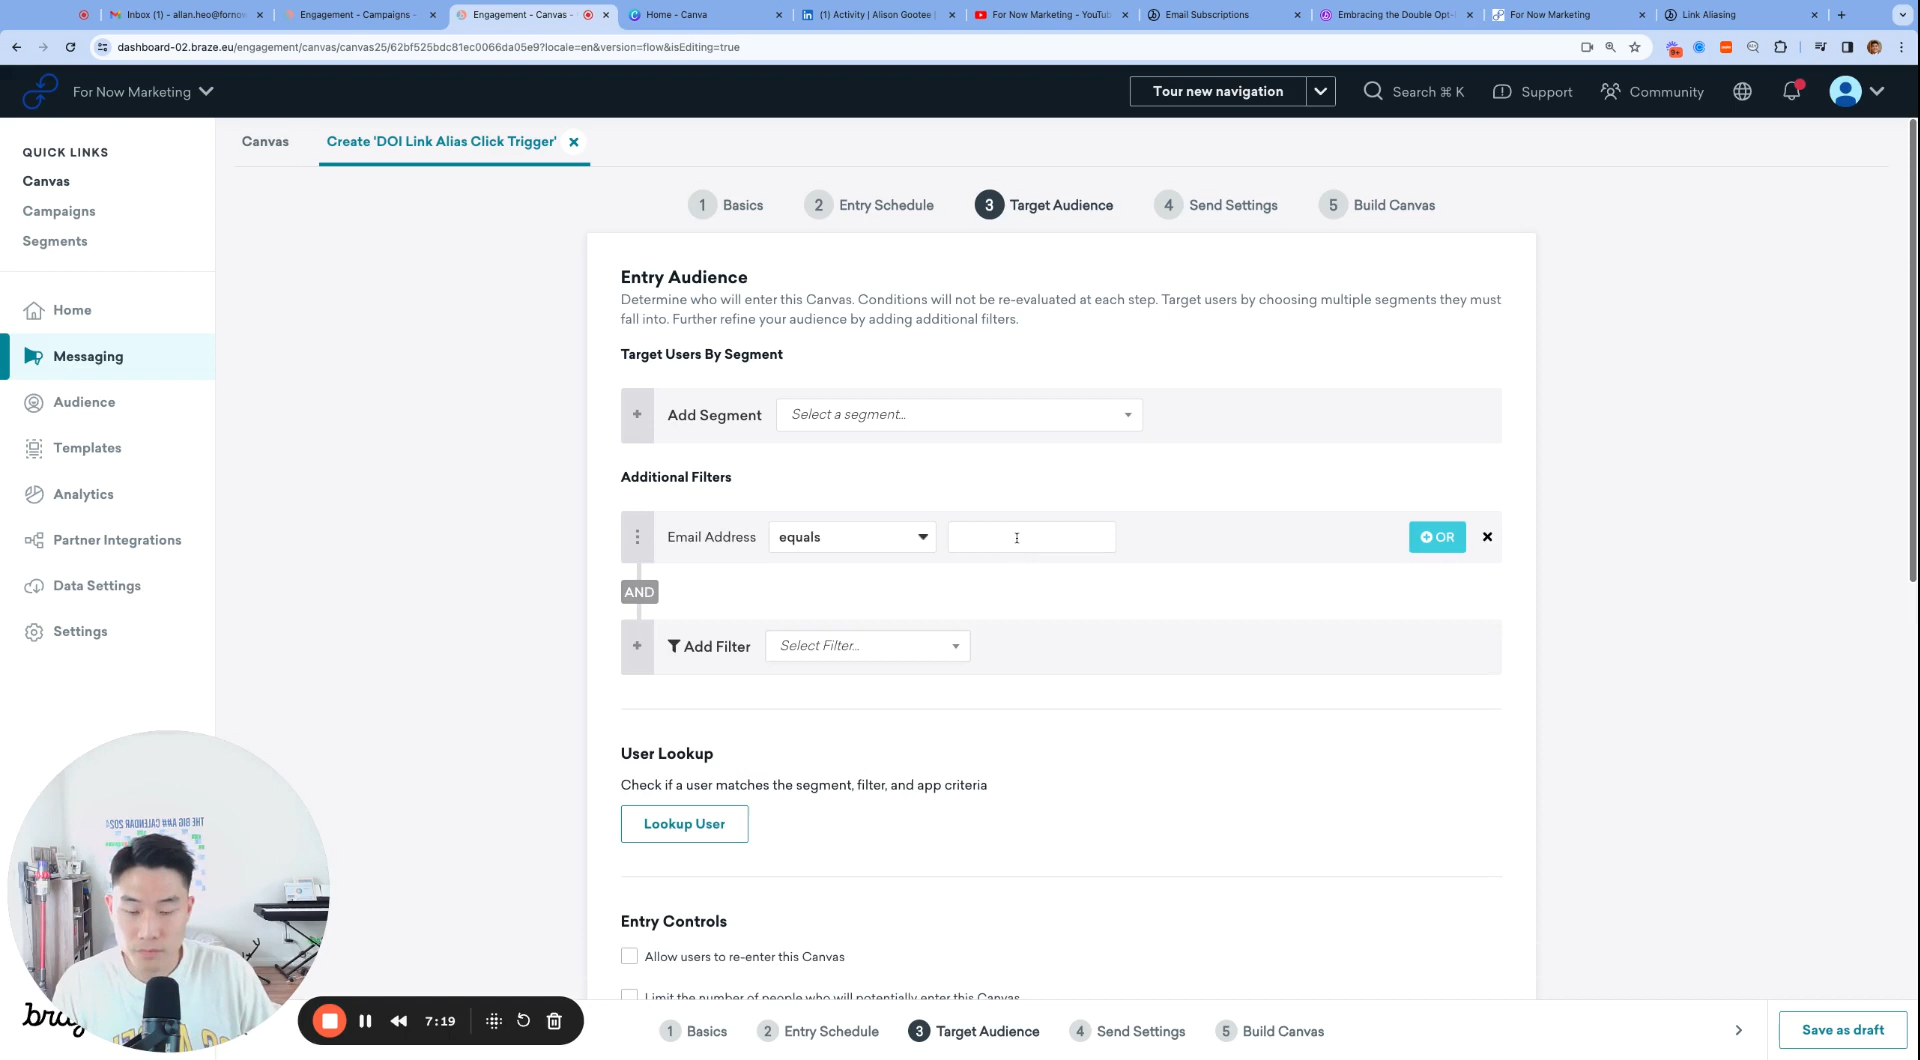 Inbox (1) - allan.heo@fornov
Engagement - Campaigns -
Engagement - Canvas -
Home - Canva
(1) Activity | Alison Gootee
For Now Marketing - YouTub
Email Subscriptions
Embracing the Double Opt-
For Now Marketing
Link Aliasing
dashboard-02.braze.eu/engagement/canvas/canvas25/62bf525bdc81ec0066da05e9?locale=en&version=flow&isEditing=true
9+
For Now Marketing
Tour new navigation
Search ⌘ K
Support
Community
QUICK LINKS
Canvas
Campaigns
Segments
Home
Messaging
Audience
Templates
Analytics
Partner Integrations
Data Settings
Settings
Canvas
Create 'DOI Link Alias Click Trigger'
1 Basics
2 Entry Schedule
3 Target Audience
4 Send Settings
5 Build Canvas
Entry Audience
Determine who will enter this Canvas. Conditions will not be re-evaluated at each step. Target users by choosing multiple segments they must
fall into. Further refine your audience by adding additional filters.
Target Users By Segment
+ Add Segment Select a segment...
Additional Filters
Email Address equals
OR
AND
+ Add Filter Select Filter...
User Lookup
Check if a user matches the segment, filter, and app criteria
Lookup User
Entry Controls
Allow users to re-enter this Canvas
Limit the number of people who will potentially enter this Canvas
THE BIG A## CALENDAR 2024
braz
7:19
1 Basics
2 Entry Schedule
3 Target Audience
4 Send Settings
5 Build Canvas
Save as draft